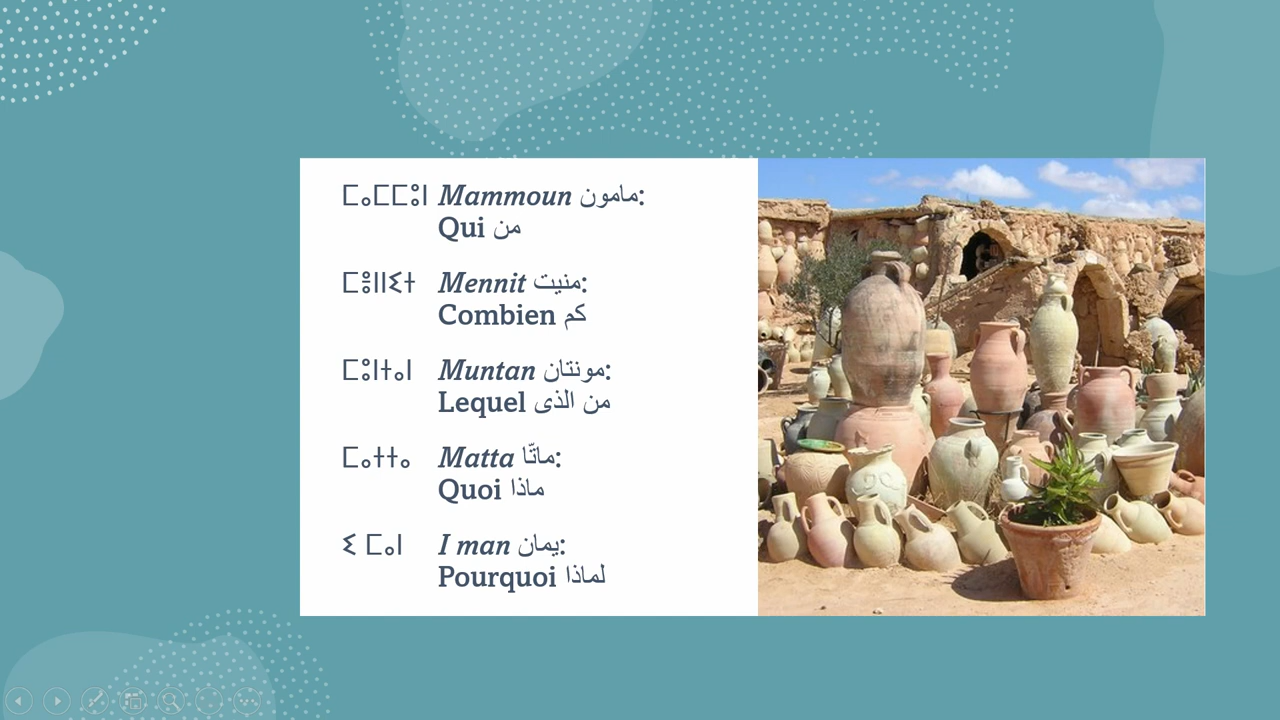 ⵎⴰⵎⵎⵓⵏ Mammoun مامون:
Qui من
ⵎⴻⵏⵏⵉⵜ Mennit منيت:
Combien كم
ⵎⵓⵏⵜⴰⵏ Muntan مونتان:
Lequel من الذى
ⵎⴰⵜⵜⴰ Matta ماتّا:
Quoi ماذا
ⵉ ⵎⴰⵏ I man يمان:
Pourquoi لماذا